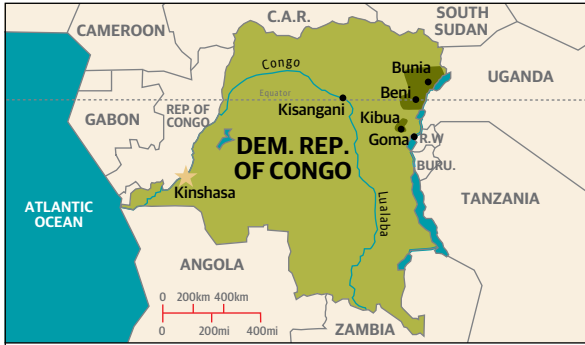 CAMEROON
C.A.R.
SOUTH
SUDAN
Congo
Bunia
UGANDA
Equator
Beni
Kisangani
REP. OF
CONGO
GABON
Kibua
DEM. REP.
OF CONGO
Goma
R.W
BURU.
Kinshasa
ATLANTIC
OCEAN
Lualaba
TANZANIA
ANGOLA
0 200km 400km
0 200mi 400mi
ZAMBIA